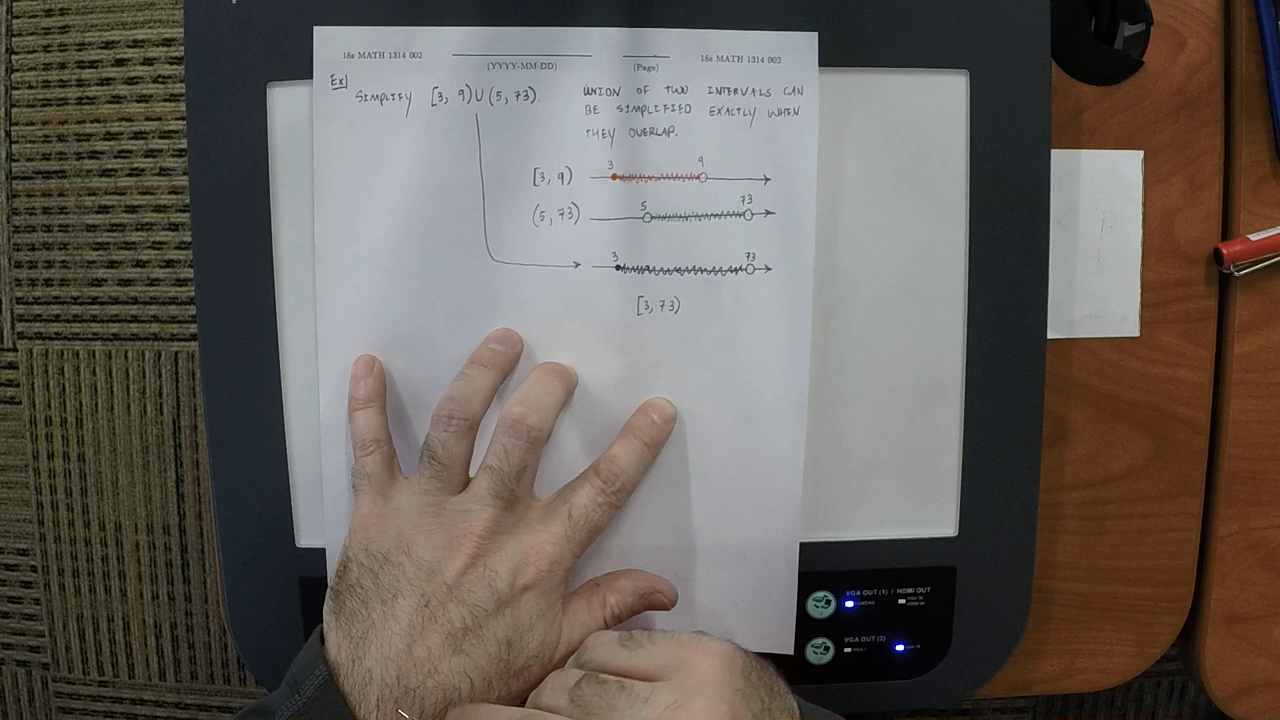 18s MATH 1314 002
(YYYY-MM-DD)
(Page)
18s MATH 1314 002
Ex]
SIMPLIFY [3, 9) ∪ (5, 73).
UNION OF TWO INTERVALS CAN
BE SIMPLIFIED EXACTLY WHEN
THEY OVERLAP.
[3, 9)
3
9
(5, 73)
5
73
3
73
[3, 73)
VGA OUT (1) / HDMI OUT
VGA OUT (2)